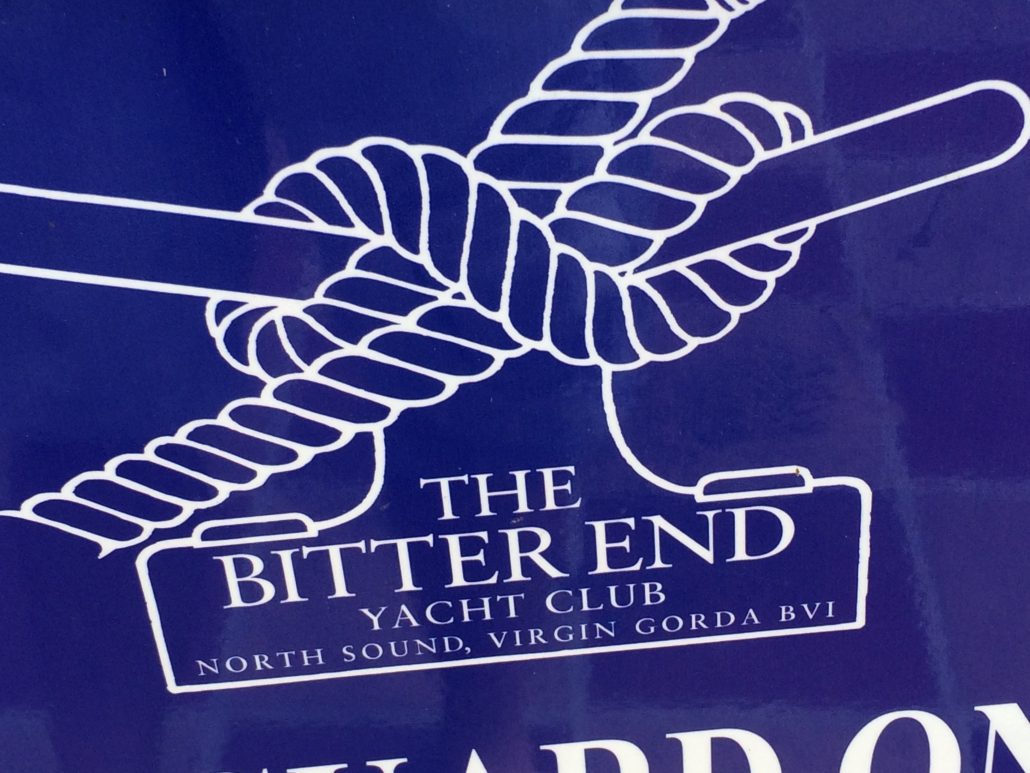 THE
BITTER END
YACHT CLUB
NORTH SOUND, VIRGIN GORDA BVI